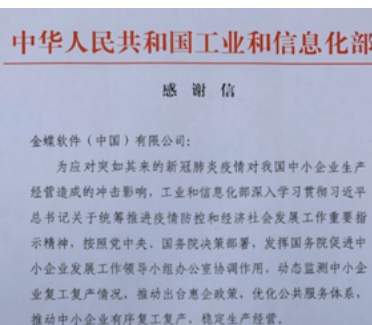 中华人民共和国工业和信息化部
感谢信
金蝶软件（中国）有限公司：
为应对突如其来的新冠肺炎疫情对我国中小企业生产
经营造成的冲击影响，工业和信息化部深入学习贯彻习近平
总书记关于统筹推进疫情防控和经济社会发展工作重要指
示精神，按照党中央、国务院决策部署，发挥国务院促进中
小企业发展工作领导小组办公室协调作用，动态监测中小企
业复工复产情况，推动出台惠企政策，优化公共服务体系，
推动中小企业有序复工复产、稳定生产经营。